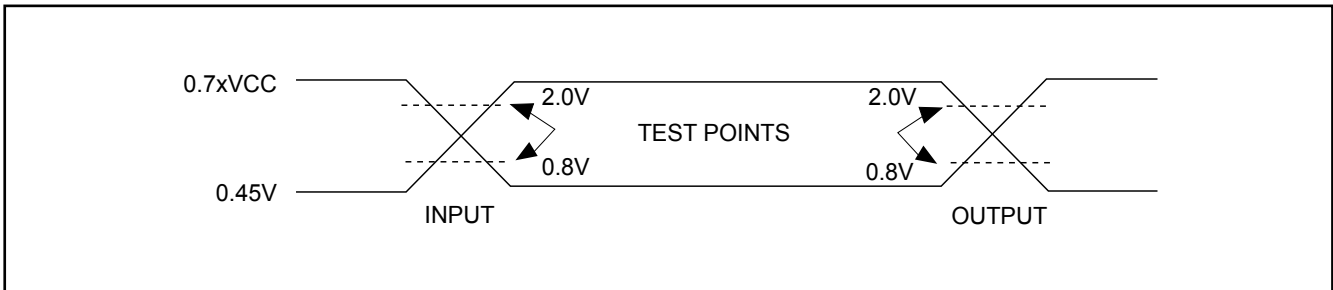 0.7xVCC
2.0V
2.0V
TEST POINTS
0.8V
0.8V
0.45V
INPUT
OUTPUT